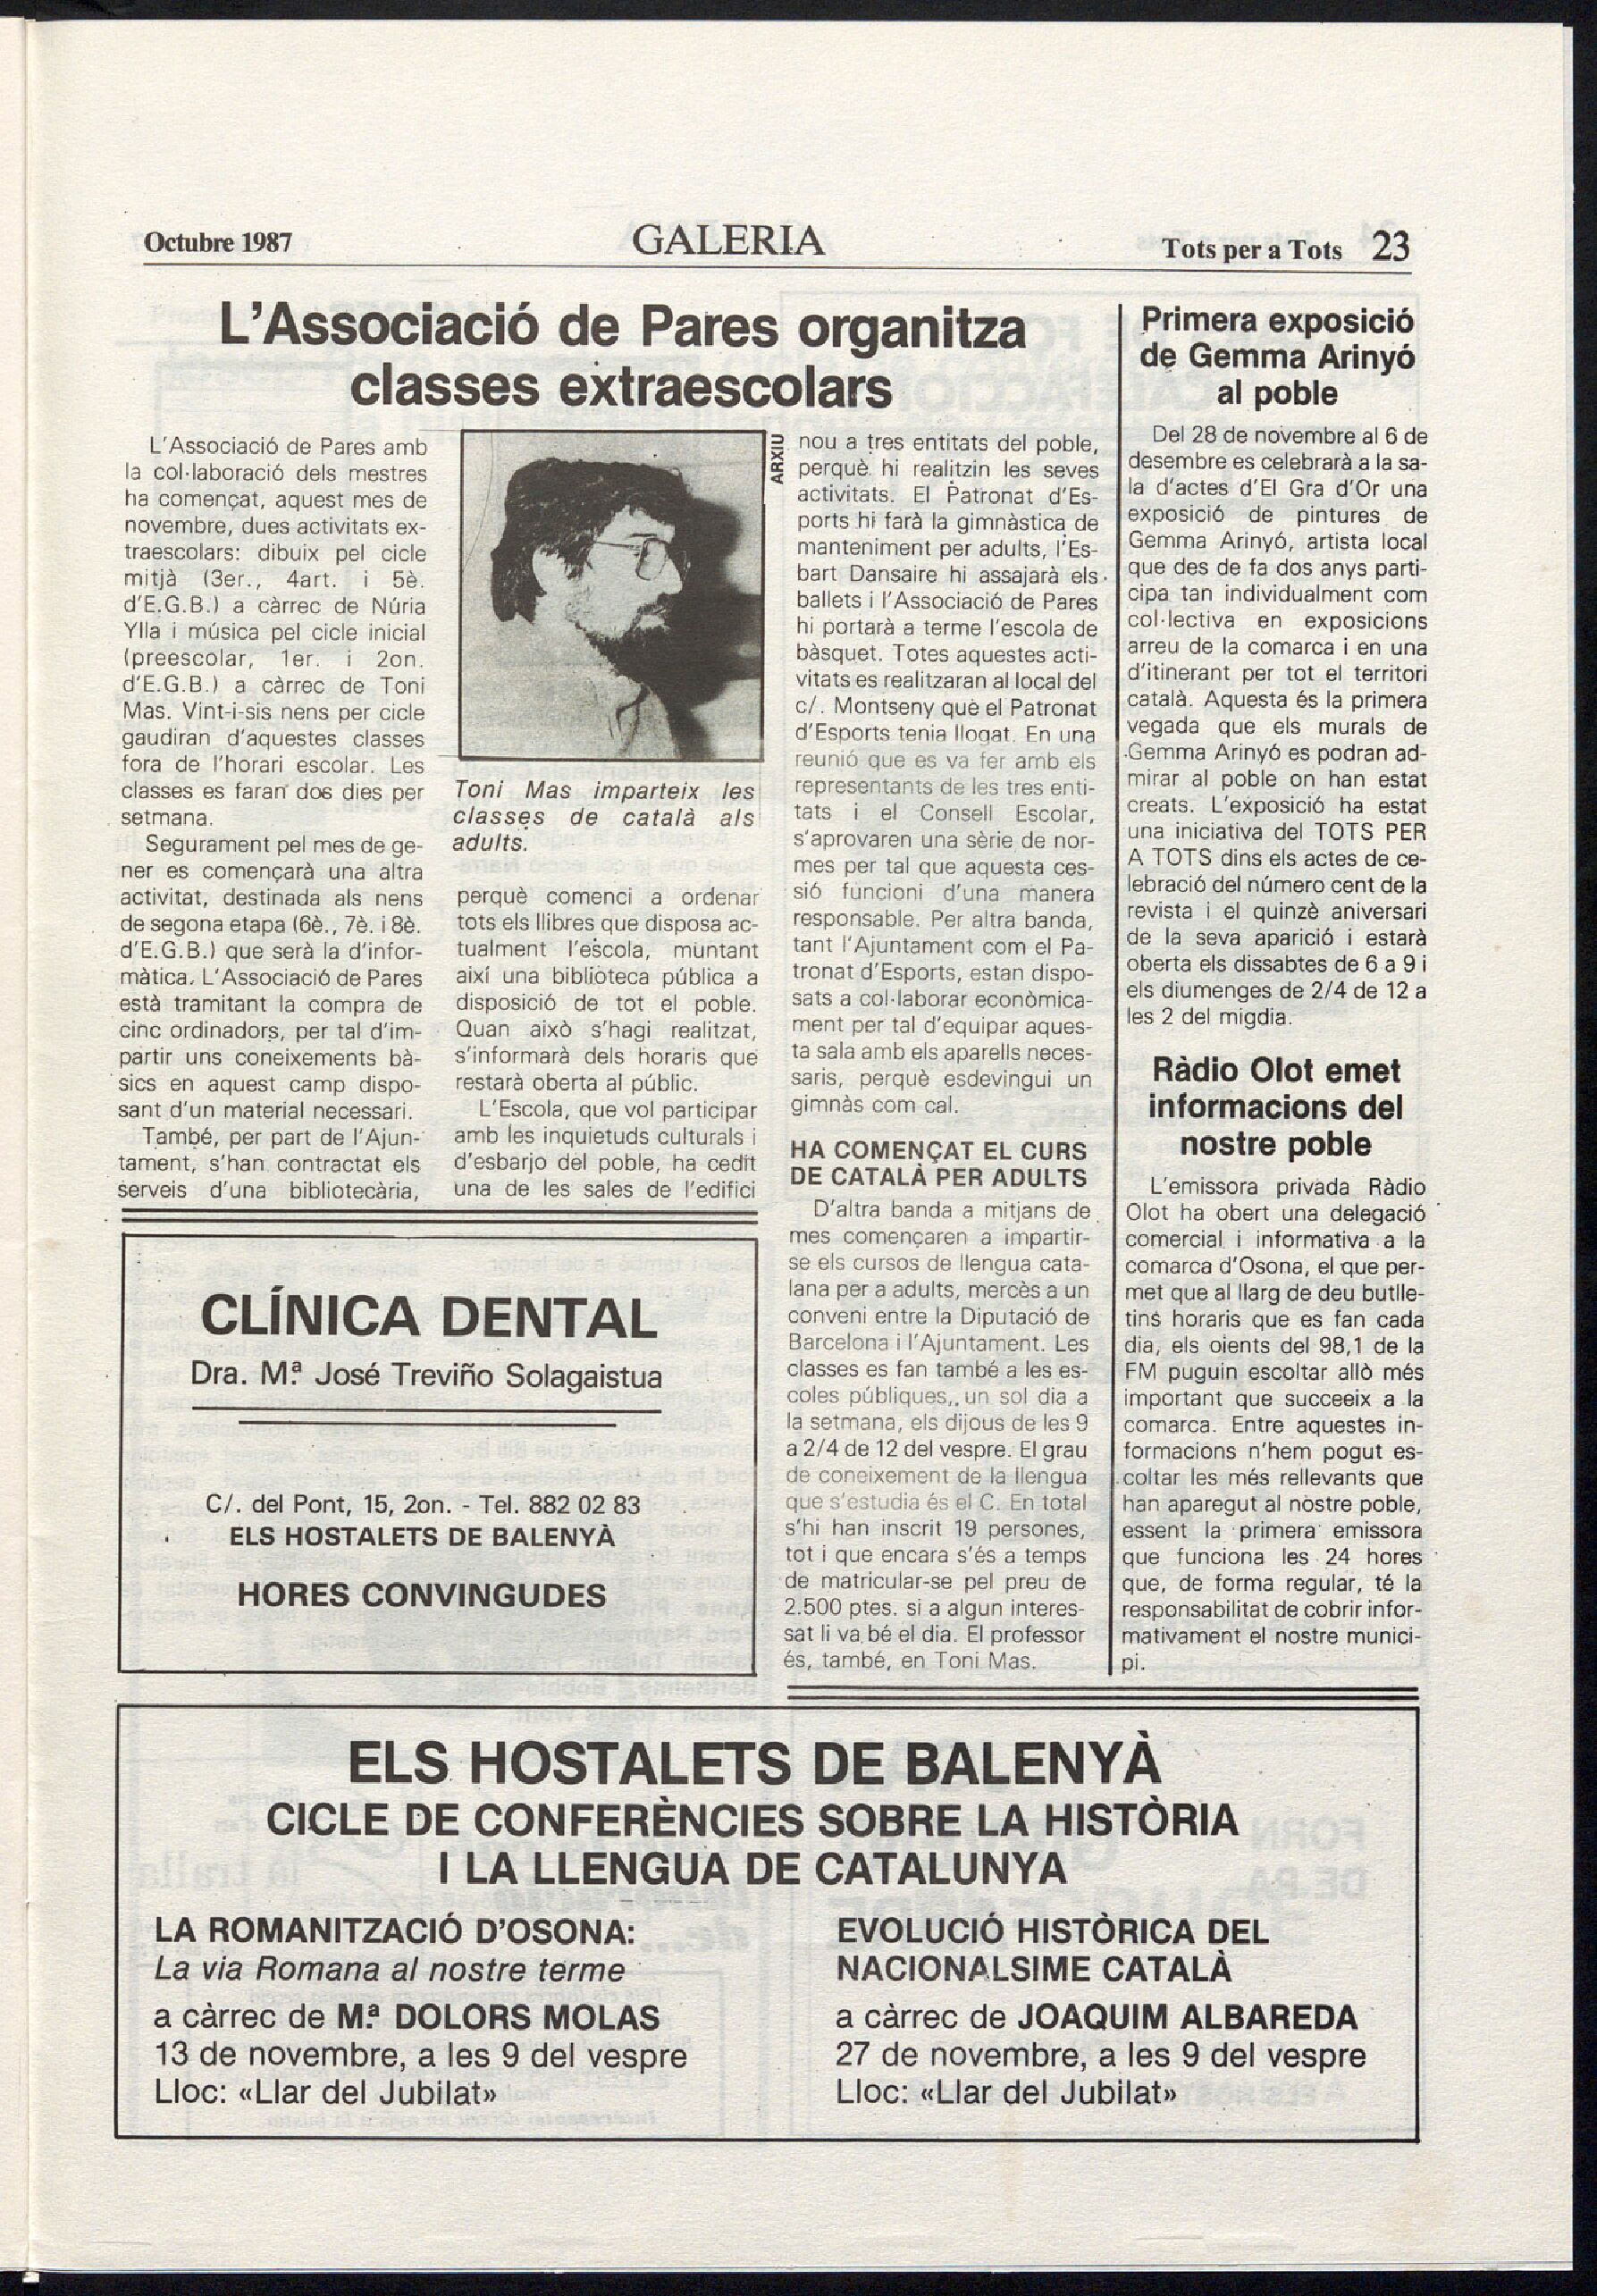 Octubre 1987
GALERIA
Tots per a Tots 23
L'Associació de Pares organitza
classes extraescolars
L'Associació de Pares amb
la col·laboració dels mestres
ha començat, aquest mes de
novembre, dues activitats ex-
traescolars: dibuix pel cicle
mitjà (3er., 4art. i 5è.
d'E.G.B.) a càrrec de Núria
Ylla i música pel cicle inicial
(preescolar, 1er. i 2on.
d'E.G.B.) a càrrec de Toni
Mas. Vint-i-sis nens per cicle
gaudiran d'aquestes classes
fora de l'horari escolar. Les
classes es faran dos dies per
setmana.
Segurament pel mes de ge-
ner es començarà una altra
activitat, destinada als nens
de segona etapa (6è., 7è. i 8è.
d'E.G.B.) que serà la d'infor-
màtica. L'Associació de Pares
està tramitant la compra de
cinc ordinadors, per tal d'im-
partir uns coneixements bà-
sics en aquest camp dispo-
sant d'un material necessari.
També, per part de l'Ajun-
tament, s'han contractat els
serveis d'una bibliotecària,
ARXIU
Toni Mas imparteix les
classes de català als
adults.
perquè comenci a ordenar
tots els llibres que disposa ac-
tualment l'escola, muntant
així una biblioteca pública a
disposició de tot el poble.
Quan això s'hagi realitzat,
s'informarà dels horaris que
restarà oberta al públic.
L'Escola, que vol participar
amb les inquietuds culturals i
d'esbarjo del poble, ha cedit
una de les sales de l'edifici
nou a tres entitats del poble,
perquè hi realitzin les seves
activitats. El Patronat d'Es-
ports hi farà la gimnàstica de
manteniment per adults, l'Es-
bart Dansaire hi assajarà els
ballets i l'Associació de Pares
hi portarà a terme l'escola de
bàsquet. Totes aquestes acti-
vitats es realitzaran al local del
c/. Montseny què el Patronat
d'Esports tenia llogat. En una
reunió que es va fer amb els
representants de les tres enti-
tats i el Consell Escolar,
s'aprovaren una sèrie de nor-
mes per tal que aquesta ces-
sió funcioni d'una manera
responsable. Per altra banda,
tant l'Ajuntament com el Pa-
tronat d'Esports, estan dispo-
sats a col·laborar econòmica-
ment per tal d'equipar aques-
ta sala amb els aparells neces-
saris, perquè esdevingui un
gimnàs com cal.
HA COMENÇAT EL CURS
DE CATALÀ PER ADULTS
D'altra banda a mitjans de
mes començaren a impartir-
se els cursos de llengua cata-
lana per a adults, mercès a un
conveni entre la Diputació de
Barcelona i l'Ajuntament. Les
classes es fan també a les es-
coles públiques, un sol dia a
la setmana, els dijous de les 9
a 2/4 de 12 del vespre. El grau
de coneixement de la llengua
que s'estudia és el C. En total
s'hi han inscrit 19 persones,
tot i que encara s'és a temps
de matricular-se pel preu de
2.500 ptes. si a algun interes-
sat li va bé el dia. El professor
és, també, en Toni Mas.
Primera exposició
de Gemma Arinyó
al poble
Del 28 de novembre al 6 de
desembre es celebrarà a la sa-
la d'actes d'El Gra d'Or una
exposició de pintures de
Gemma Arinyó, artista local
que des de fa dos anys parti-
cipa tan individualment com
col·lectiva en exposicions
arreu de la comarca i en una
d'itinerant per tot el territori
català. Aquesta és la primera
vegada que els murals de
Gemma Arinyó es podran ad-
mirar al poble on han estat
creats. L'exposició ha estat
una iniciativa del TOTS PER
A TOTS dins els actes de ce-
lebració del número cent de la
revista i el quinzè aniversari
de la seva aparició i estarà
oberta els dissabtes de 6 a 9 i
els diumenges de 2/4 de 12 a
les 2 del migdia.
Ràdio Olot emet
informacions del
nostre poble
L'emissora privada Ràdio
Olot ha obert una delegació
comercial i informativa a la
comarca d'Osona, el que per-
met que al llarg de deu butlle-
tins horaris que es fan cada
dia, els oients del 98,1 de la
FM puguin escoltar allò més
important que succeeix a la
comarca. Entre aquestes in-
formacions n'hem pogut es-
coltar les més rellevants que
han aparegut al nostre poble,
essent la primera emissora
que funciona les 24 hores
que, de forma regular, té la
responsabilitat de cobrir infor-
mativament el nostre munici-
pi.
CLÍNICA DENTAL
Dra. M.ª José Treviño Solagaistua
C/. del Pont, 15, 2on. - Tel. 882 02 83
ELS HOSTALETS DE BALENYÀ
HORES CONVINGUDES
ELS HOSTALETS DE BALENYÀ
CICLE DE CONFERÈNCIES SOBRE LA HISTÒRIA
I LA LLENGUA DE CATALUNYA
LA ROMANITZACIÓ D'OSONA:
La via Romana al nostre terme
a càrrec de M.ª DOLORS MOLAS
13 de novembre, a les 9 del vespre
Lloc: «Llar del Jubilat»
EVOLUCIÓ HISTÒRICA DEL
NACIONALSIME CATALÀ
a càrrec de JOAQUIM ALBAREDA
27 de novembre, a les 9 del vespre
Lloc: «Llar del Jubilat»